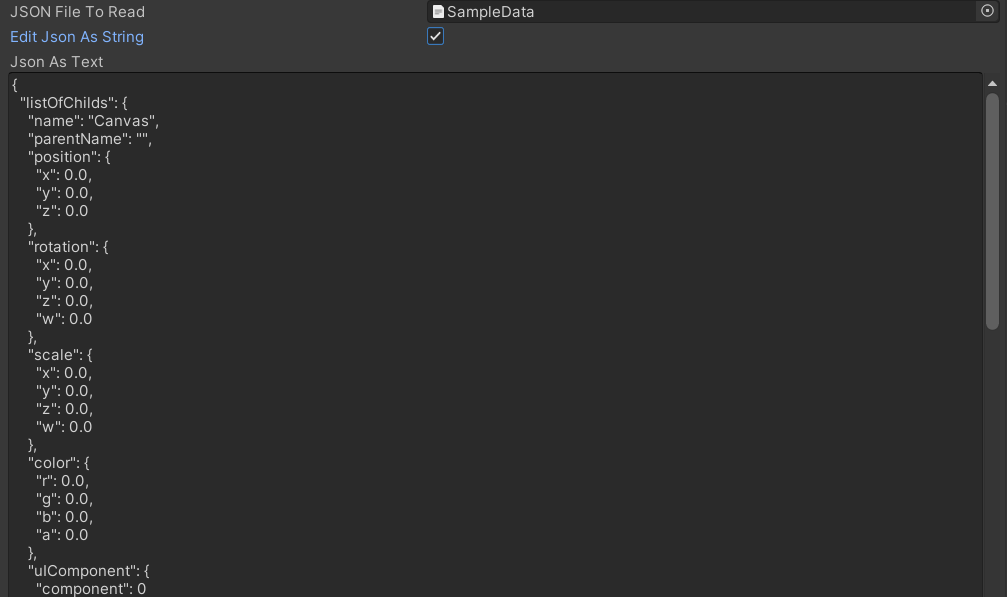 JSON File To Read SampleData
Edit Json As String
Json As Text
{
"listOfChilds": {
"name": "Canvas",
"parentName": "",
"position": {
"x": 0.0,
"y": 0.0,
"z": 0.0
},
"rotation": {
"x": 0.0,
"y": 0.0,
"z": 0.0,
"w": 0.0
},
"scale": {
"x": 0.0,
"y": 0.0,
"z": 0.0,
"w": 0.0
},
"color": {
"r": 0.0,
"g": 0.0,
"b": 0.0,
"a": 0.0
},
"uIComponent": {
"component": 0